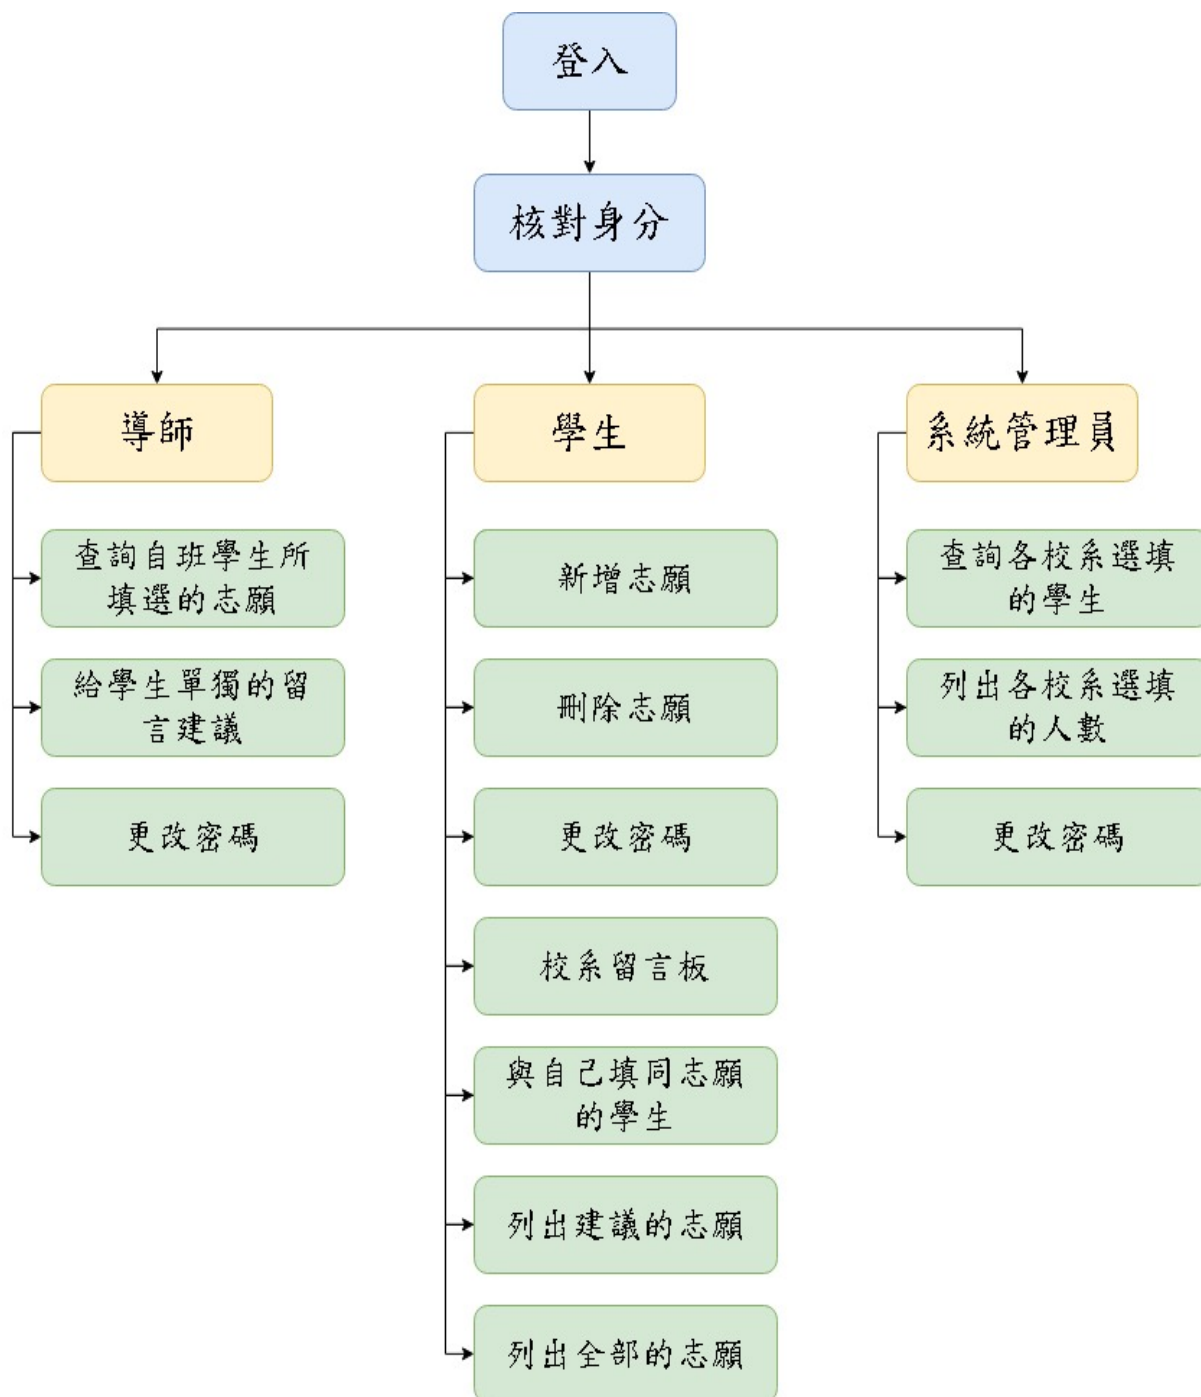 登入
核對身分
導師
查詢自班學生所
填選的志願
給學生單獨的留
言建議
更改密碼
學生
新增志願
刪除志願
更改密碼
校系留言板
與自己填同志願
的學生
列出建議的志願
列出全部的志願
系統管理員
查詢各校系選填
的學生
列出各校系選填
的人數
更改密碼